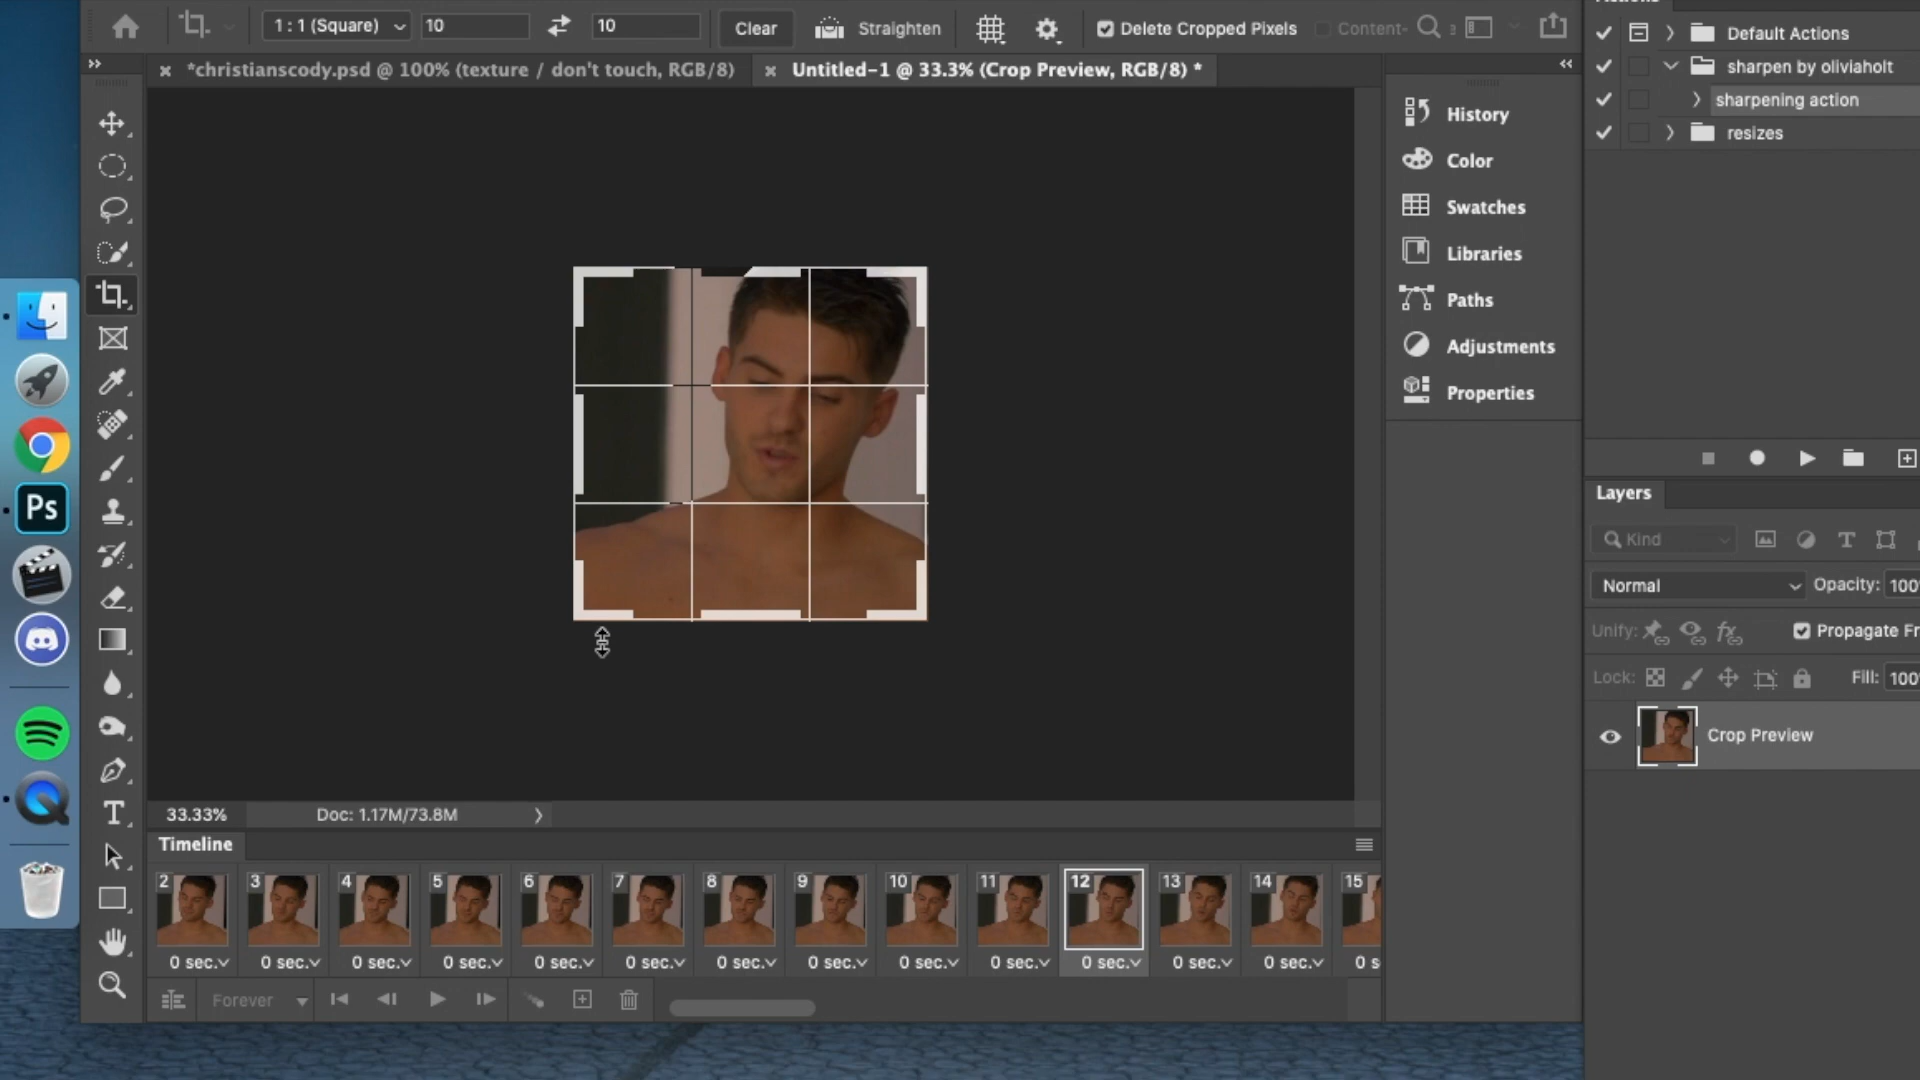 1 : 1 (Square) 10 10 Clear Straighten Delete Cropped Pixels Content-
*christianscody.psd @ 100% (texture / don't touch, RGB/8) Untitled-1 @ 33.3% (Crop Preview, RGB/8) *
History
Color
Swatches
Libraries
Paths
Adjustments
Properties
Default Actions
sharpen by oliviaholt
sharpening action
resizes
Layers
Kind
Normal Opacity: 100
Unify: Propagate Fr
Lock: Fill: 100
Crop Preview
Ps
33.33% Doc: 1.17M/73.8M
Timeline
2 3 4 5 6 7 8 9 10 11 12 13 14 15
0 sec. 0 sec. 0 sec. 0 sec. 0 sec. 0 sec. 0 sec. 0 sec. 0 sec. 0 sec. 0 sec. 0 sec. 0 sec. 0 s
Forever